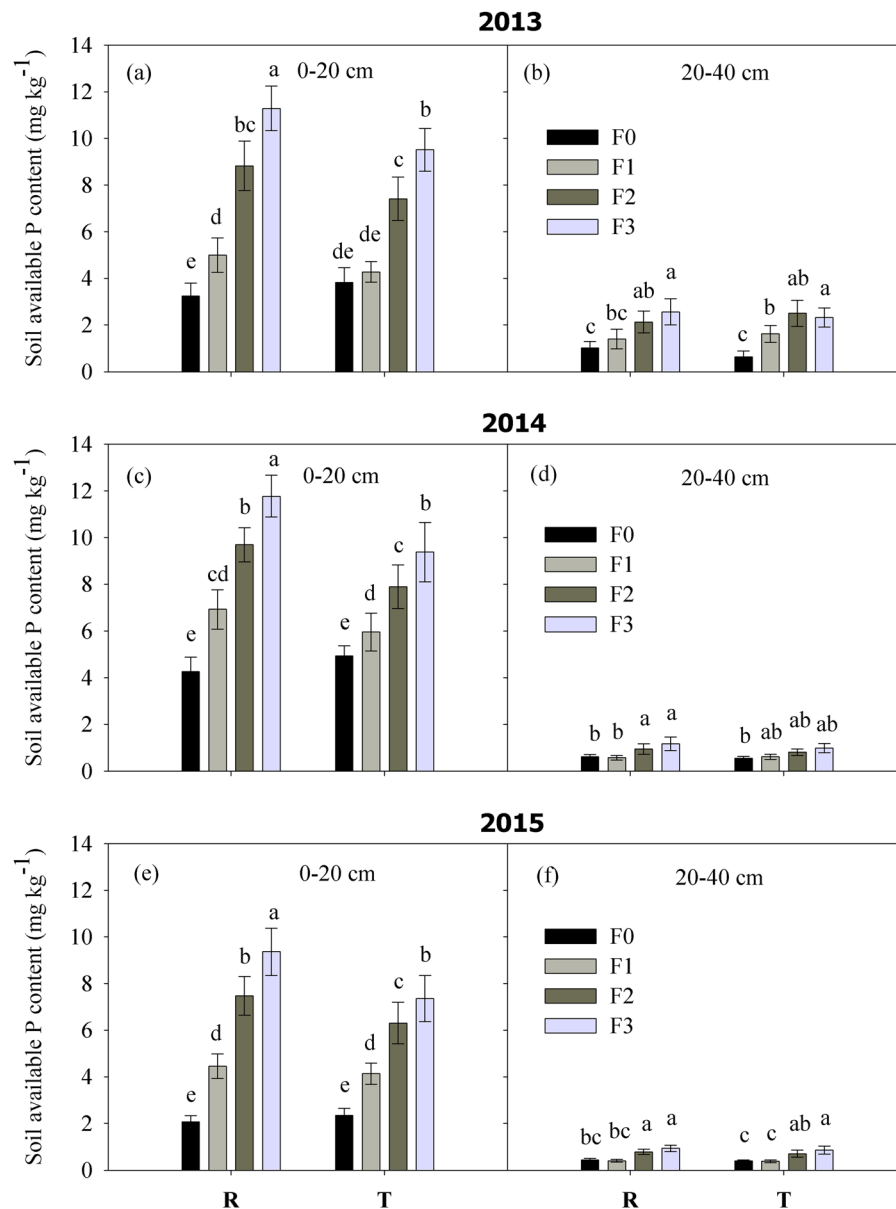 2013
Soil available P content (mg kg-1)
14
12
10
8
6
4
2
0
(a)
0-20 cm
e
d
bc
a
de
de
c
b
(b)
20-40 cm
F0
F1
F2
F3
c
bc
ab
a
c
b
ab
a
2014
Soil available P content (mg kg-1)
14
12
10
8
6
4
2
0
(c)
0-20 cm
e
cd
b
a
e
d
c
b
(d)
20-40 cm
F0
F1
F2
F3
b
b
a
a
b
ab
ab
ab
2015
Soil available P content (mg kg-1)
14
12
10
8
6
4
2
0
(e)
0-20 cm
e
d
b
a
e
d
c
b
(f)
20-40 cm
F0
F1
F2
F3
bc
bc
a
a
c
c
ab
a
R
T
R
T